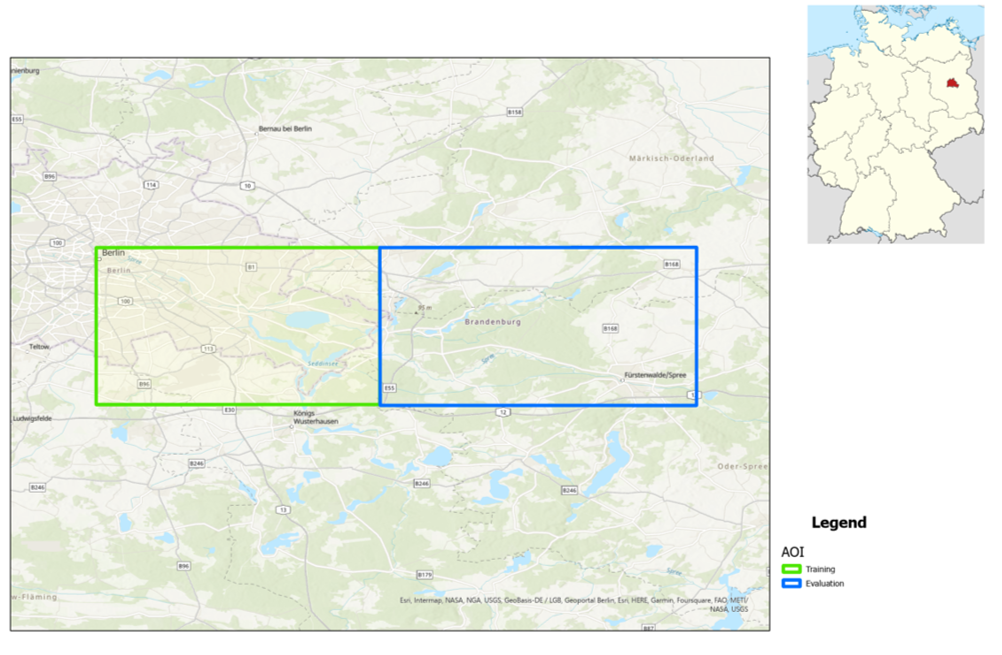 nienburg
E55
B158
Bernau bei Berlin
Märkisch-Oderland
B96
114
10
100
Berlin
Spree
Berlin
B1
B168
100
95 m
Brandenburg
B168
Teltow
113
Spree
Seddinsee
B96
E55
Fürstenwalde/Spree
E30
12
Ludwigsfelde
Königs
Wusterhausen
B246
B246
B246
B246
Oder-Spree
13
B96
B179
Spree
w-Fläming
Esri, Intermap, NASA, NGA, USGS, GeoBasis-DE / LGB, Geoportal Berlin, Esri, HERE, Garmin, Foursquare, FAO, METI/
NASA, USGS
B87
Legend
AOI
Training
Evaluation